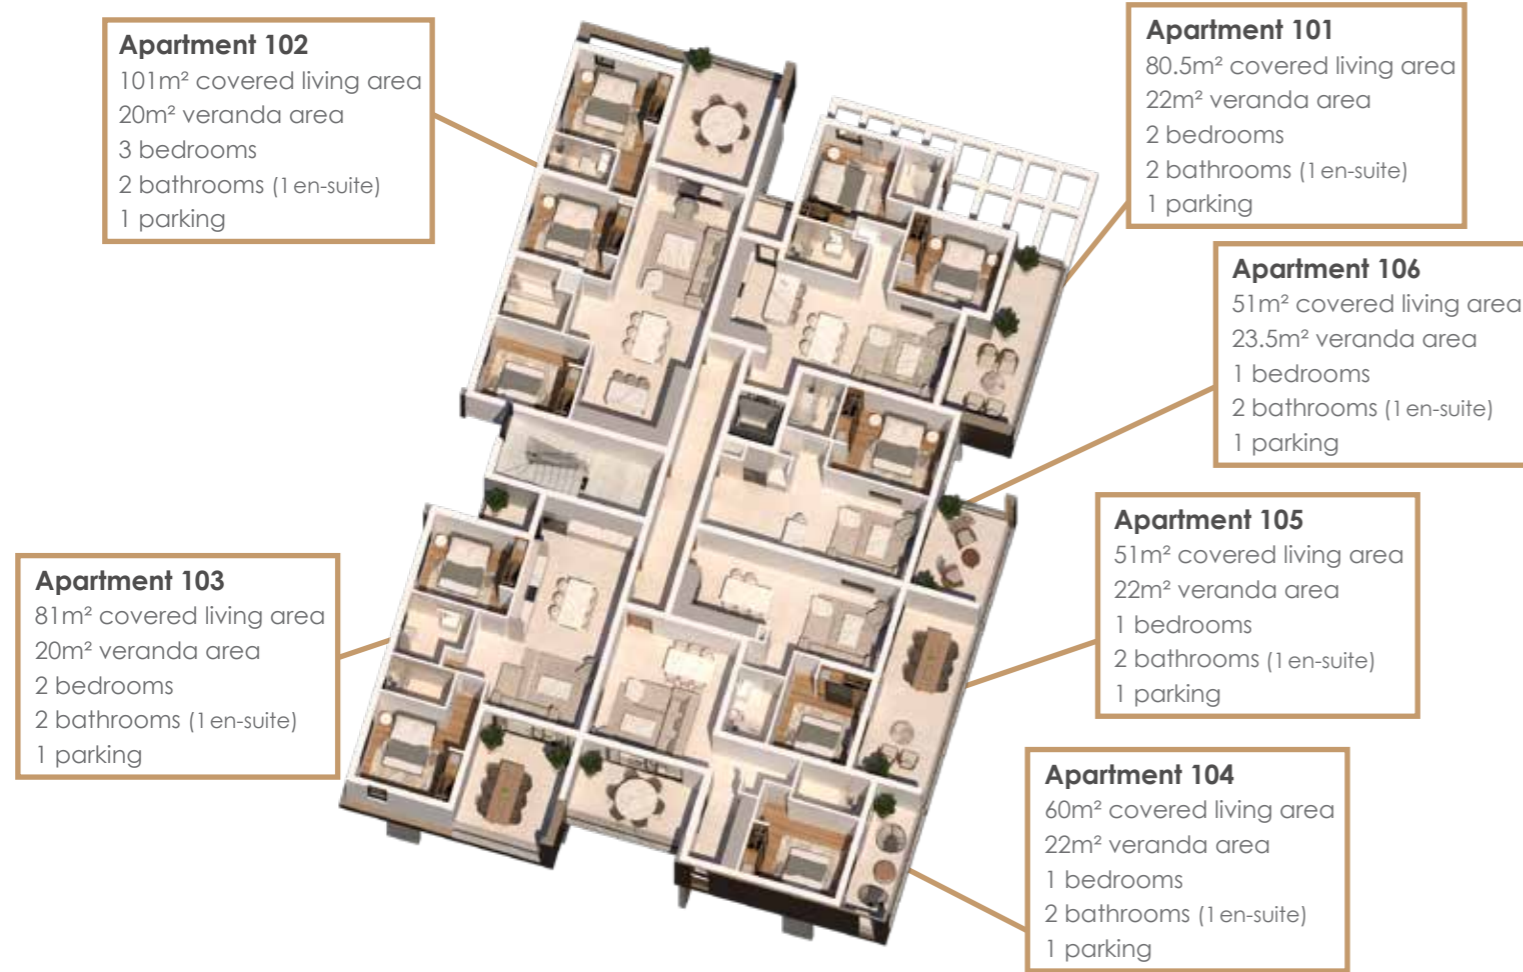 Apartment 102
101m² covered living area
20m² veranda area
3 bedrooms
2 bathrooms (1 en-suite)
1 parking
Apartment 101
80.5m² covered living area
22m² veranda area
2 bedrooms
2 bathrooms (1 en-suite)
1 parking
Apartment 106
51m² covered living area
23.5m² veranda area
1 bedrooms
2 bathrooms (1 en-suite)
1 parking
Apartment 105
51m² covered living area
22m² veranda area
1 bedrooms
2 bathrooms (1 en-suite)
1 parking
Apartment 103
81m² covered living area
20m² veranda area
2 bedrooms
2 bathrooms (1 en-suite)
1 parking
Apartment 104
60m² covered living area
22m² veranda area
1 bedrooms
2 bathrooms (1 en-suite)
1 parking